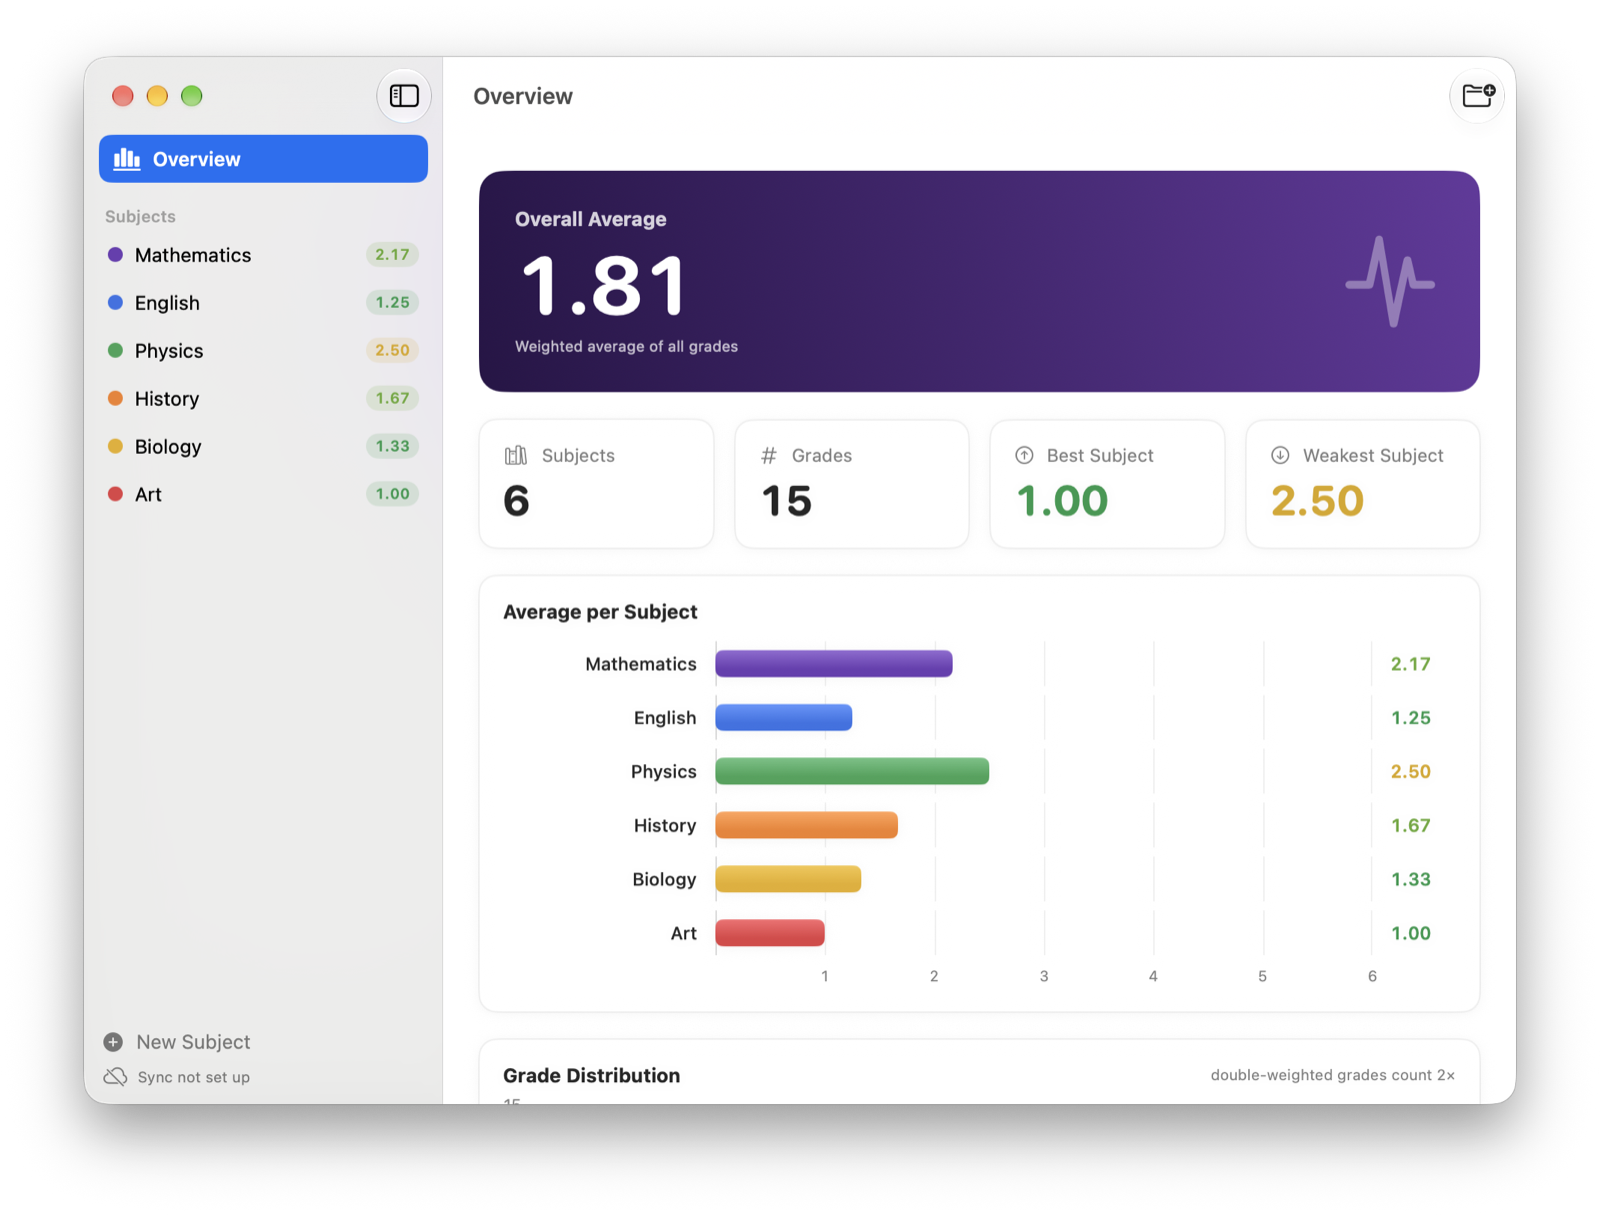 Overview
Overview
Subjects
Mathematics 2.17
English 1.25
Physics 2.50
History 1.67
Biology 1.33
Art 1.00
New Subject
Sync not set up
Overall Average
1.81
Weighted average of all grades
Subjects
6
# Grades
15
Best Subject
1.00
Weakest Subject
2.50
Average per Subject
Mathematics 2.17
English 1.25
Physics 2.50
History 1.67
Biology 1.33
Art 1.00
1 2 3 4 5 6
Grade Distribution
double-weighted grades count 2×